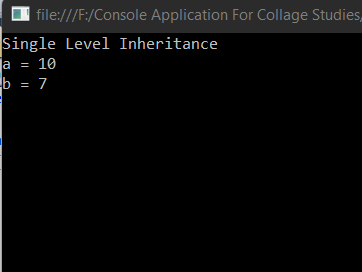 file:///F:/Console Application For Collage Studies/
Single Level Inheritance
a = 10
b = 7